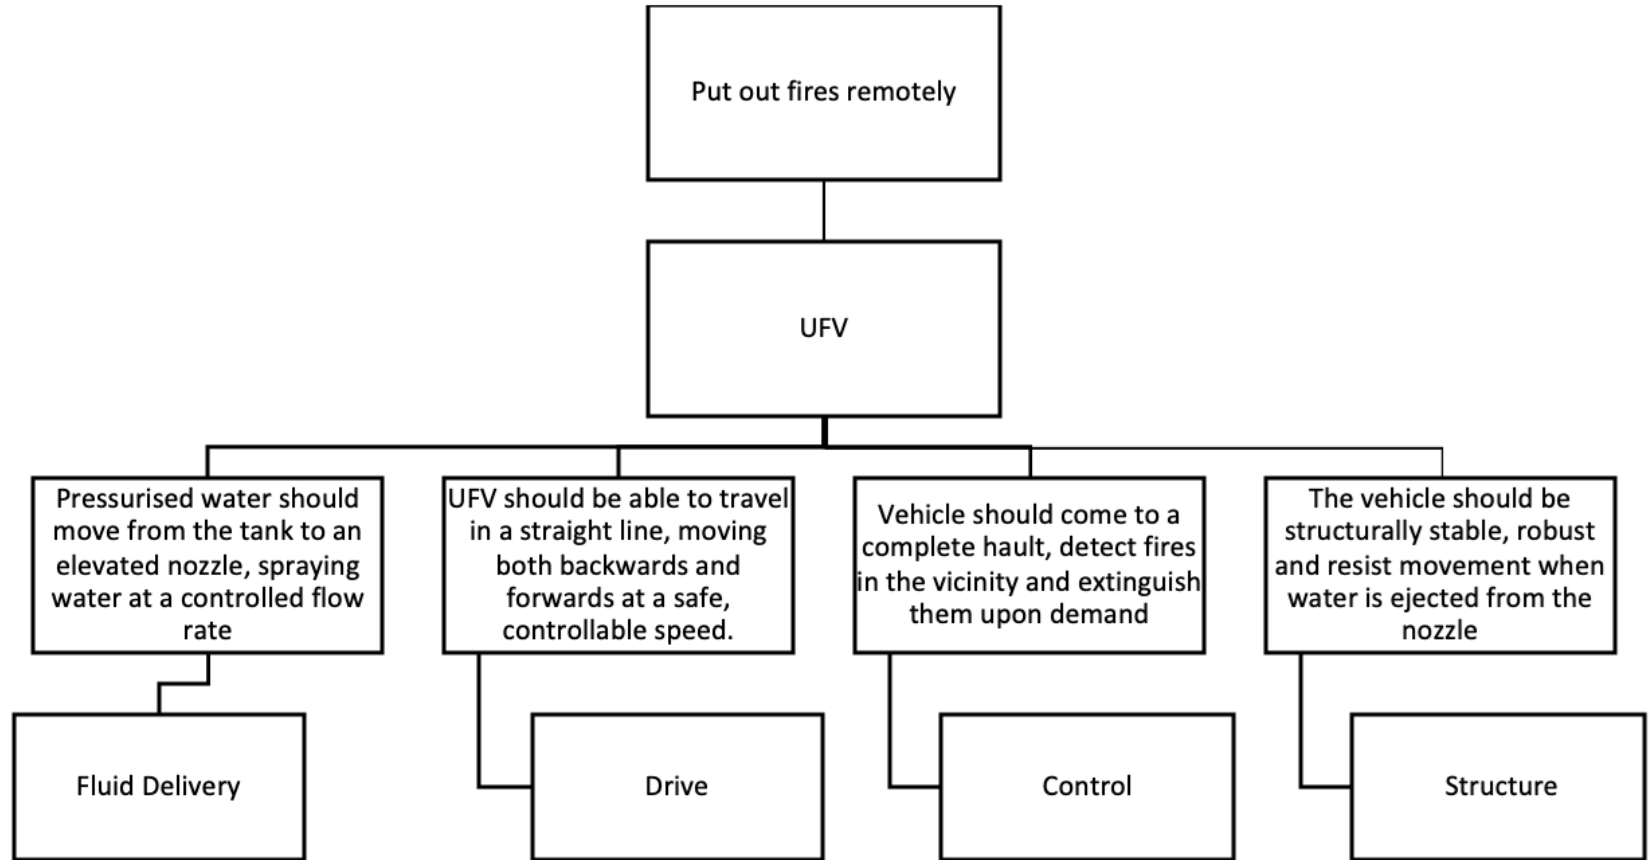 Put out fires remotely
UFV
Pressurised water should
move from the tank to an
elevated nozzle, spraying
water at a controlled flow
rate
UFV should be able to travel
in a straight line, moving
both backwards and
forwards at a safe,
controllable speed.
Vehicle should come to a
complete hault, detect fires
in the vicinity and extinguish
them upon demand
The vehicle should be
structurally stable, robust
and resist movement when
water is ejected from the
nozzle
Fluid Delivery
Drive
Control
Structure